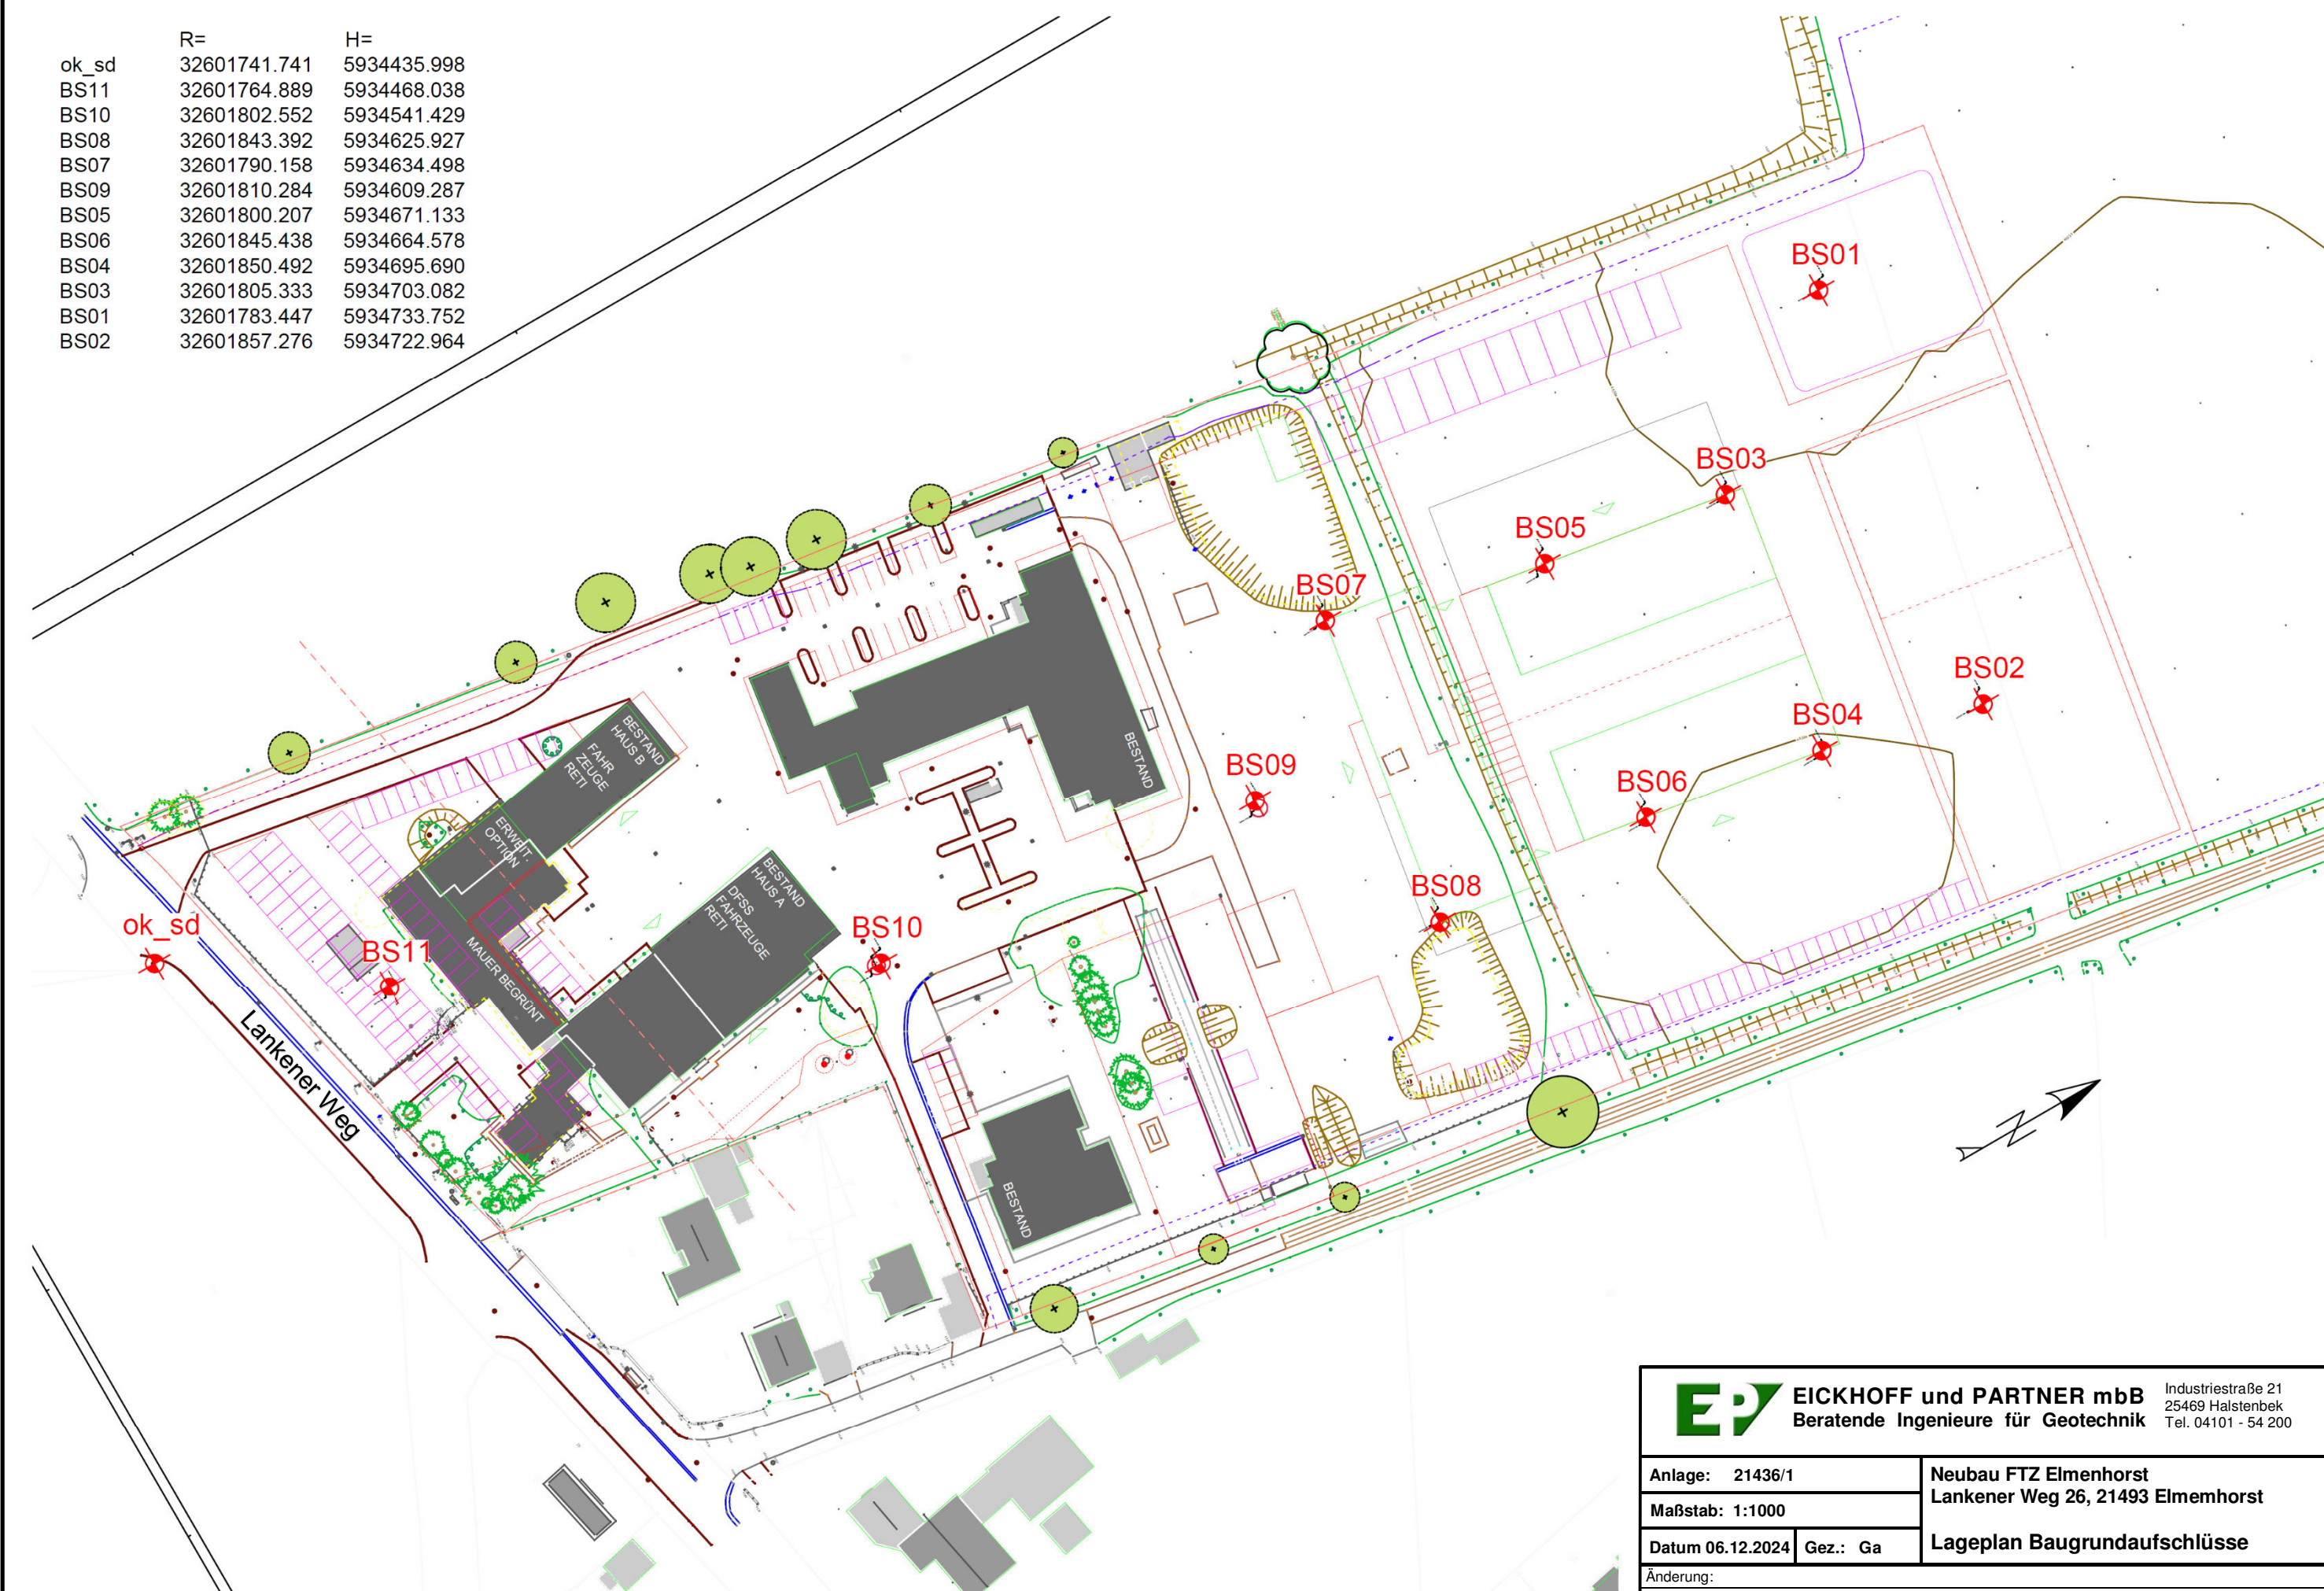 R= H=
ok_sd 32601741.741 5934435.998
BS11 32601764.889 5934468.038
BS10 32601802.552 5934541.429
BS08 32601843.392 5934625.927
BS07 32601790.158 5934634.498
BS09 32601810.284 5934609.287
BS05 32601800.207 5934671.133
BS06 32601845.438 5934664.578
BS04 32601850.492 5934695.690
BS03 32601805.333 5934703.082
BS01 32601783.447 5934733.752
BS02 32601857.276 5934722.964
BS01
BS03
BS05
BS07
BS02
BS04
BS09
BS06
BS08
BS10
ok_sd
BS11
BESTAND
HAUS B
FAHR
ZEUGE
RETI
ERWEIT.
OPTION
MAUER BEGRÜNT
BESTAND
HAUS A
DFSS
FAHRZEUGE
RETI
BESTAND
BESTAND
Lankener Weg
N
EP
EICKHOFF und PARTNER mbB
Beratende Ingenieure für Geotechnik
Industriestraße 21
25469 Halstenbek
Tel. 04101 - 54 200
Anlage: 21436/1
Maßstab: 1:1000
Datum 06.12.2024 Gez.: Ga
Neubau FTZ Elmenhorst
Lankener Weg 26, 21493 Elmemhorst
Lageplan Baugrundaufschlüsse
Änderung: